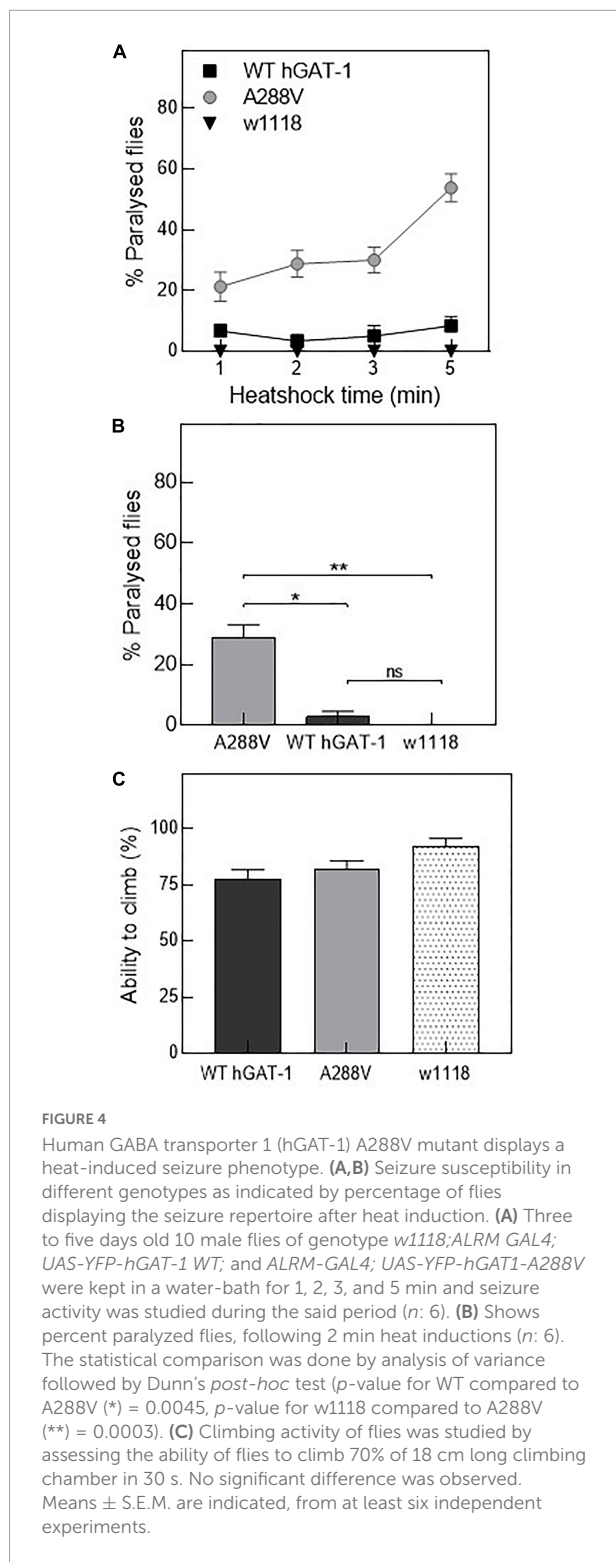 A
WT hGAT-1
A288V
w1118
80
60
40
20
0
% Paralysed flies
1 2 3 5
Heatshock time (min)
B
80
60
40
20
0
% Paralysed flies
**
*
ns
A288V WT hGAT-1 w1118
C
100
75
50
25
0
Ability to climb (%)
WT hGAT-1 A288V w1118
FIGURE 4
Human GABA transporter 1 (hGAT-1) A288V mutant displays a
heat-induced seizure phenotype. (A,B) Seizure susceptibility in
different genotypes as indicated by percentage of flies
displaying the seizure repertoire after heat induction. (A) Three
to five days old 10 male flies of genotype w1118;ALRM GAL4;
UAS-YFP-hGAT-1 WT; and ALRM-GAL4; UAS-YFP-hGAT1-A288V
were kept in a water-bath for 1, 2, 3, and 5 min and seizure
activity was studied during the said period (n: 6). (B) Shows
percent paralyzed flies, following 2 min heat inductions (n: 6).
The statistical comparison was done by analysis of variance
followed by Dunn's post-hoc test (p-value for WT compared to
A288V (*) = 0.0045, p-value for w1118 compared to A288V
(**) = 0.0003). (C) Climbing activity of flies was studied by
assessing the ability of flies to climb 70% of 18 cm long climbing
chamber in 30 s. No significant difference was observed.
Means ± S.E.M. are indicated, from at least six independent
experiments.